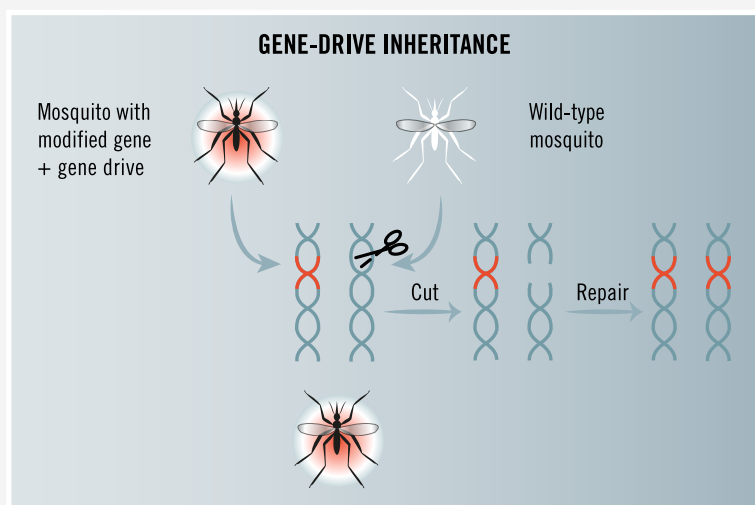 GENE-DRIVE INHERITANCE
Mosquito with
modified gene
+ gene drive
Wild-type
mosquito
Cut
Repair